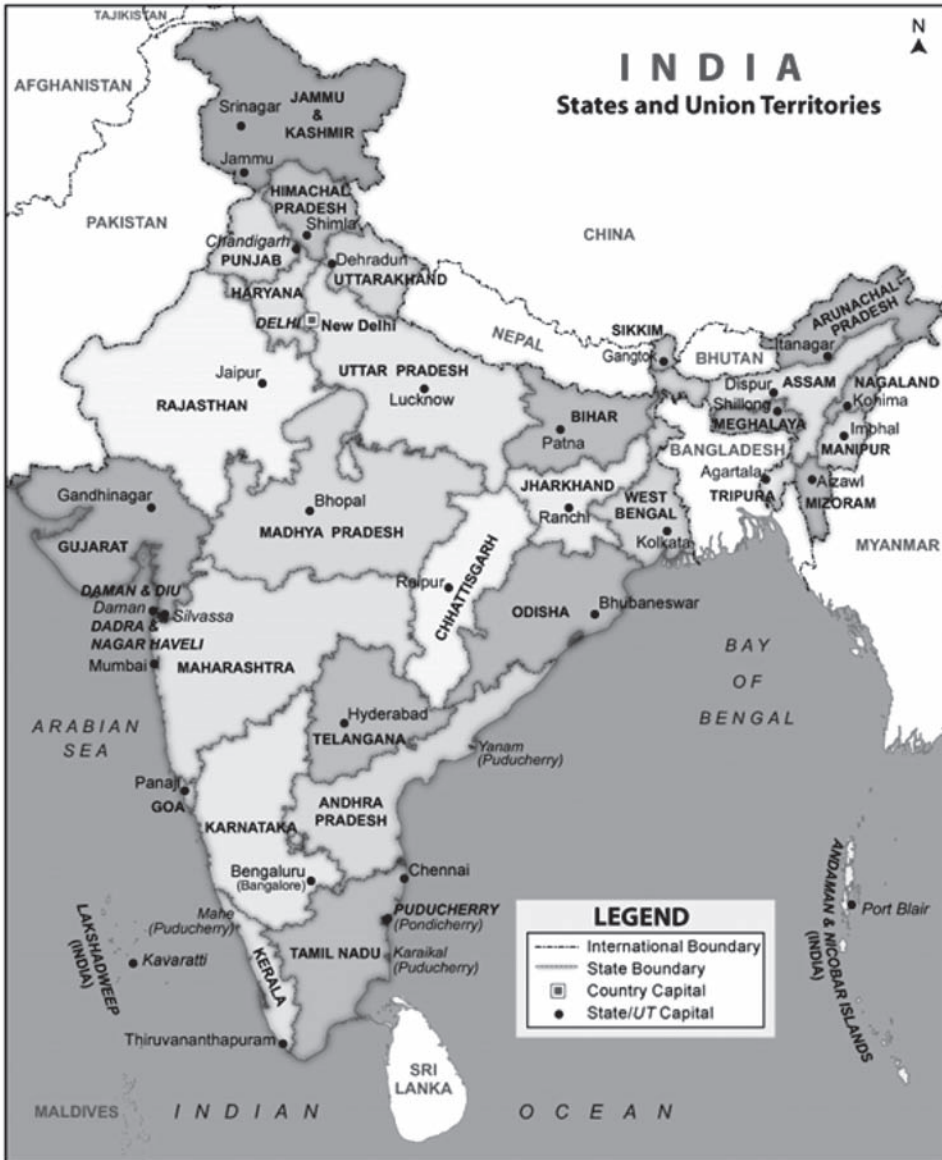 INDIA
States and Union Territories
N
TAJIKISTAN
AFGHANISTAN
PAKISTAN
CHINA
NEPAL
BHUTAN
BANGLADESH
MYANMAR
SRI
LANKA
MALDIVES
Srinagar
JAMMU
&
KASHMIR
Jammu
HIMACHAL
PRADESH
Shimla
Chandigarh
PUNJAB
Dehradun
UTTARAKHAND
HARYANA
DELHI
New Delhi
SIKKIM
Gangtok
ARUNACHAL
PRADESH
Itanagar
Jaipur
RAJASTHAN
UTTAR PRADESH
Lucknow
BIHAR
Patna
Dispur
ASSAM
NAGALAND
Shillong
Kohima
MEGHALAYA
Imphal
MANIPUR
Agartala
TRIPURA
Aizawl
MIZORAM
Gandhinagar
GUJARAT
Bhopal
MADHYA PRADESH
JHARKHAND
Ranchi
WEST
BENGAL
Kolkata
CHHATTISGARH
Raipur
ODISHA
Bhubaneswar
DAMAN & DIU
Daman
Silvassa
DADRA &
NAGAR HAVELI
Mumbai
MAHARASHTRA
Hyderabad
TELANGANA
Yanam
(Puducherry)
BAY
OF
BENGAL
ARABIAN
SEA
Panaji
GOA
KARNATAKA
ANDHRA
PRADESH
Bengaluru
(Bangalore)
Chennai
Mahe
(Puducherry)
PUDUCHERRY
(Pondicherry)
TAMIL NADU
Karaikal
(Puducherry)
KERALA
LAKSHADWEEP
(INDIA)
Kavaratti
Thiruvananthapuram
ANDAMAN & NICOBAR ISLANDS
(INDIA)
Port Blair
INDIAN OCEAN
LEGEND
International Boundary
State Boundary
Country Capital
State/UT Capital